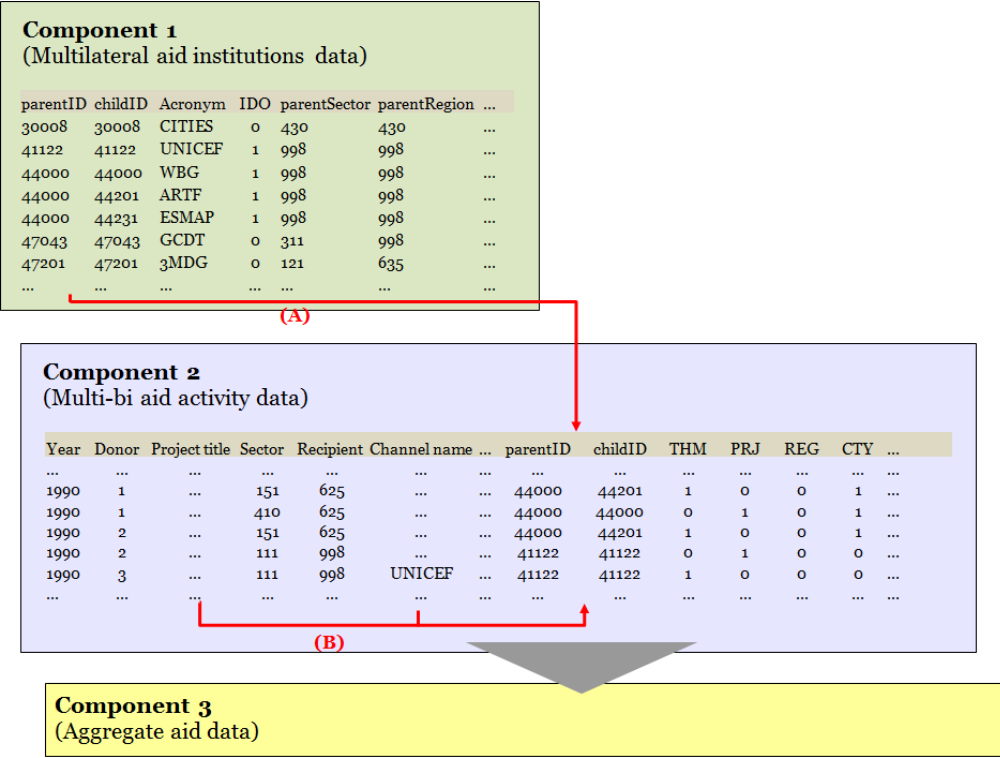 Component 1
(Multilateral aid institutions data)
parentID childID Acronym IDO parentSector parentRegion ...
30008 30008 CITIES 0 430 430 ...
41122 41122 UNICEF 1 998 998 ...
44000 44000 WBG 1 998 998 ...
44000 44201 ARTF 1 998 998 ...
44000 44231 ESMAP 1 998 998 ...
47043 47043 GCDT 0 311 998 ...
47201 47201 3MDG 0 121 635 ...
... ... ... ... ... ... ...
(A)
Component 2
(Multi-bi aid activity data)
Year Donor Project title Sector Recipient Channel name ... parentID childID THM PRJ REG CTY ...
... ... ... ... ... ... ... ... ... ... ... ... ... ...
1990 1 ... 151 625 ... ... 44000 44201 1 0 0 1 ...
1990 1 ... 410 625 ... ... 44000 44000 0 1 0 1 ...
1990 2 ... 151 625 ... ... 44000 44201 1 0 0 1 ...
1990 2 ... 111 998 ... ... 41122 41122 0 1 0 0 ...
1990 3 ... 111 998 UNICEF ... 41122 41122 1 0 0 0 ...
... ... ... ... ... ... ... ... ... ... ... ... ... ...
(B)
Component 3
(Aggregate aid data)